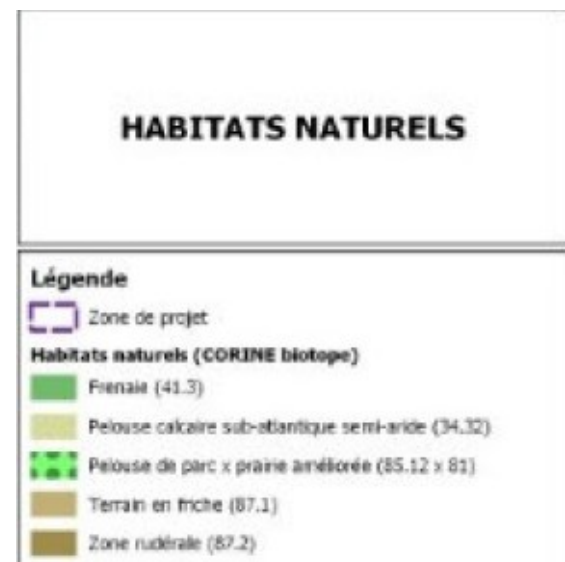 HABITATS NATURELS
Légende
Zone de projet
Habitats naturels (CORINE biotope)
Frenaie (41.3)
Pelouse calcaire sub-atlantique semi-aride (34.32)
Pelouse de parc x prairie améliorée (85.12 x 81)
Terrain en friche (87.1)
Zone rudérale (87.2)